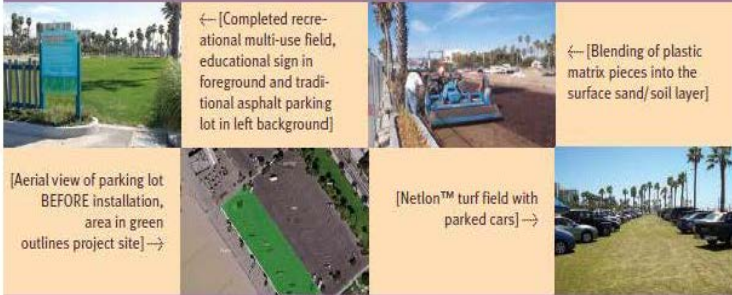 ←[Completed recre-
ational multi-use field,
educational sign in
foreground and tradi-
tional asphalt parking
lot in left background]
←[Blending of plastic
matrix pieces into the
surface sand/soil layer]
[Aerial view of parking lot
BEFORE installation,
area in green
outlines project site]→
[Netlon™ turf field with
parked cars]→